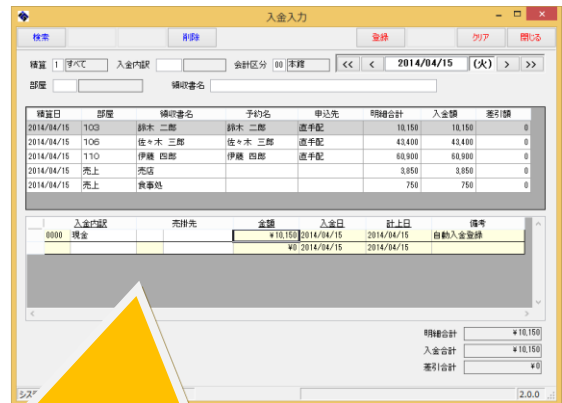 入金入力
検索 削除 登録 クリア 閉じる
積算 1 すべて 入金内訳 会計区分 00 本館 << < 2014/04/15 (火) > >>
部屋 領収書名
積算日 部屋 領収書名 予約名 申込先 明細合計 入金額 差引額
2014/04/15 103 鈴木 二郎 鈴木 二郎 直手配 10,150 10,150 0
2014/04/15 106 佐々木 三郎 佐々木 三郎 直手配 43,400 43,400 0
2014/04/15 110 伊藤 四郎 伊藤 四郎 直手配 60,900 60,900 0
2014/04/15 売上 売店 3,850 3,850 0
2014/04/15 売上 食事処 750 750 0
入金内訳 売掛先 金額 入金日 計上日 備考
0000 現金 ¥10,150 2014/04/15 2014/04/15 自動入金登録
¥0 2014/04/15 2014/04/15
明細合計 ¥10,150
入金合計 ¥10,150
差引合計 ¥0
シス 2.0.0